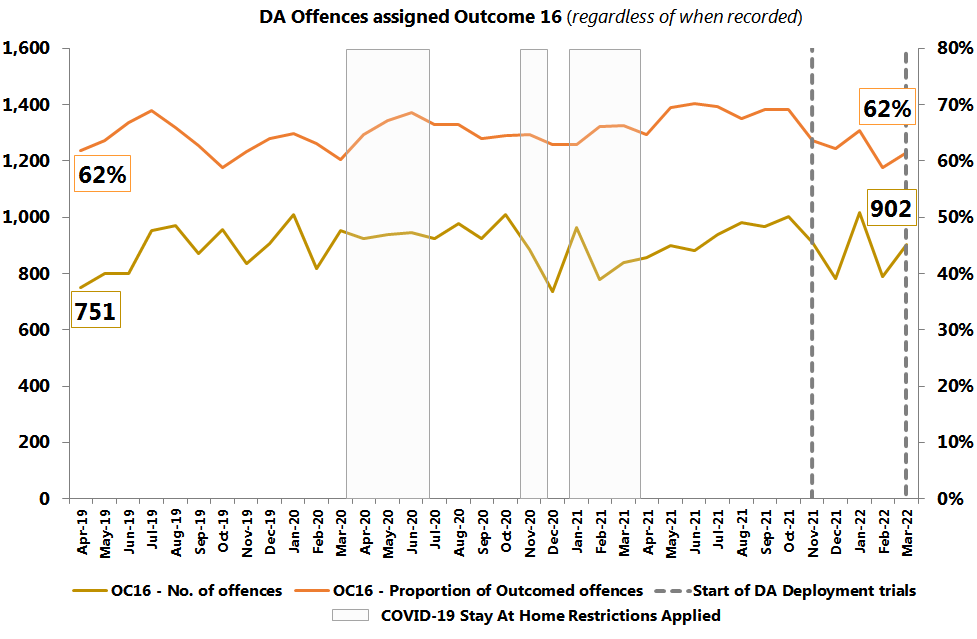 DA Offences assigned Outcome 16 (regardless of when recorded)
1,600
1,400
1,200
1,000
800
600
400
200
0
80%
70%
60%
50%
40%
30%
20%
10%
0%
62%
62%
902
751
Apr-19
May-19
Jun-19
Jul-19
Aug-19
Sep-19
Oct-19
Nov-19
Dec-19
Jan-20
Feb-20
Mar-20
Apr-20
May-20
Jun-20
Jul-20
Aug-20
Sep-20
Oct-20
Nov-20
Dec-20
Jan-21
Feb-21
Mar-21
Apr-21
May-21
Jun-21
Jul-21
Aug-21
Sep-21
Oct-21
Nov-21
Dec-21
Jan-22
Feb-22
Mar-22
OC16 - No. of offences
OC16 - Proportion of Outcomed offences
Start of DA Deployment trials
COVID-19 Stay At Home Restrictions Applied